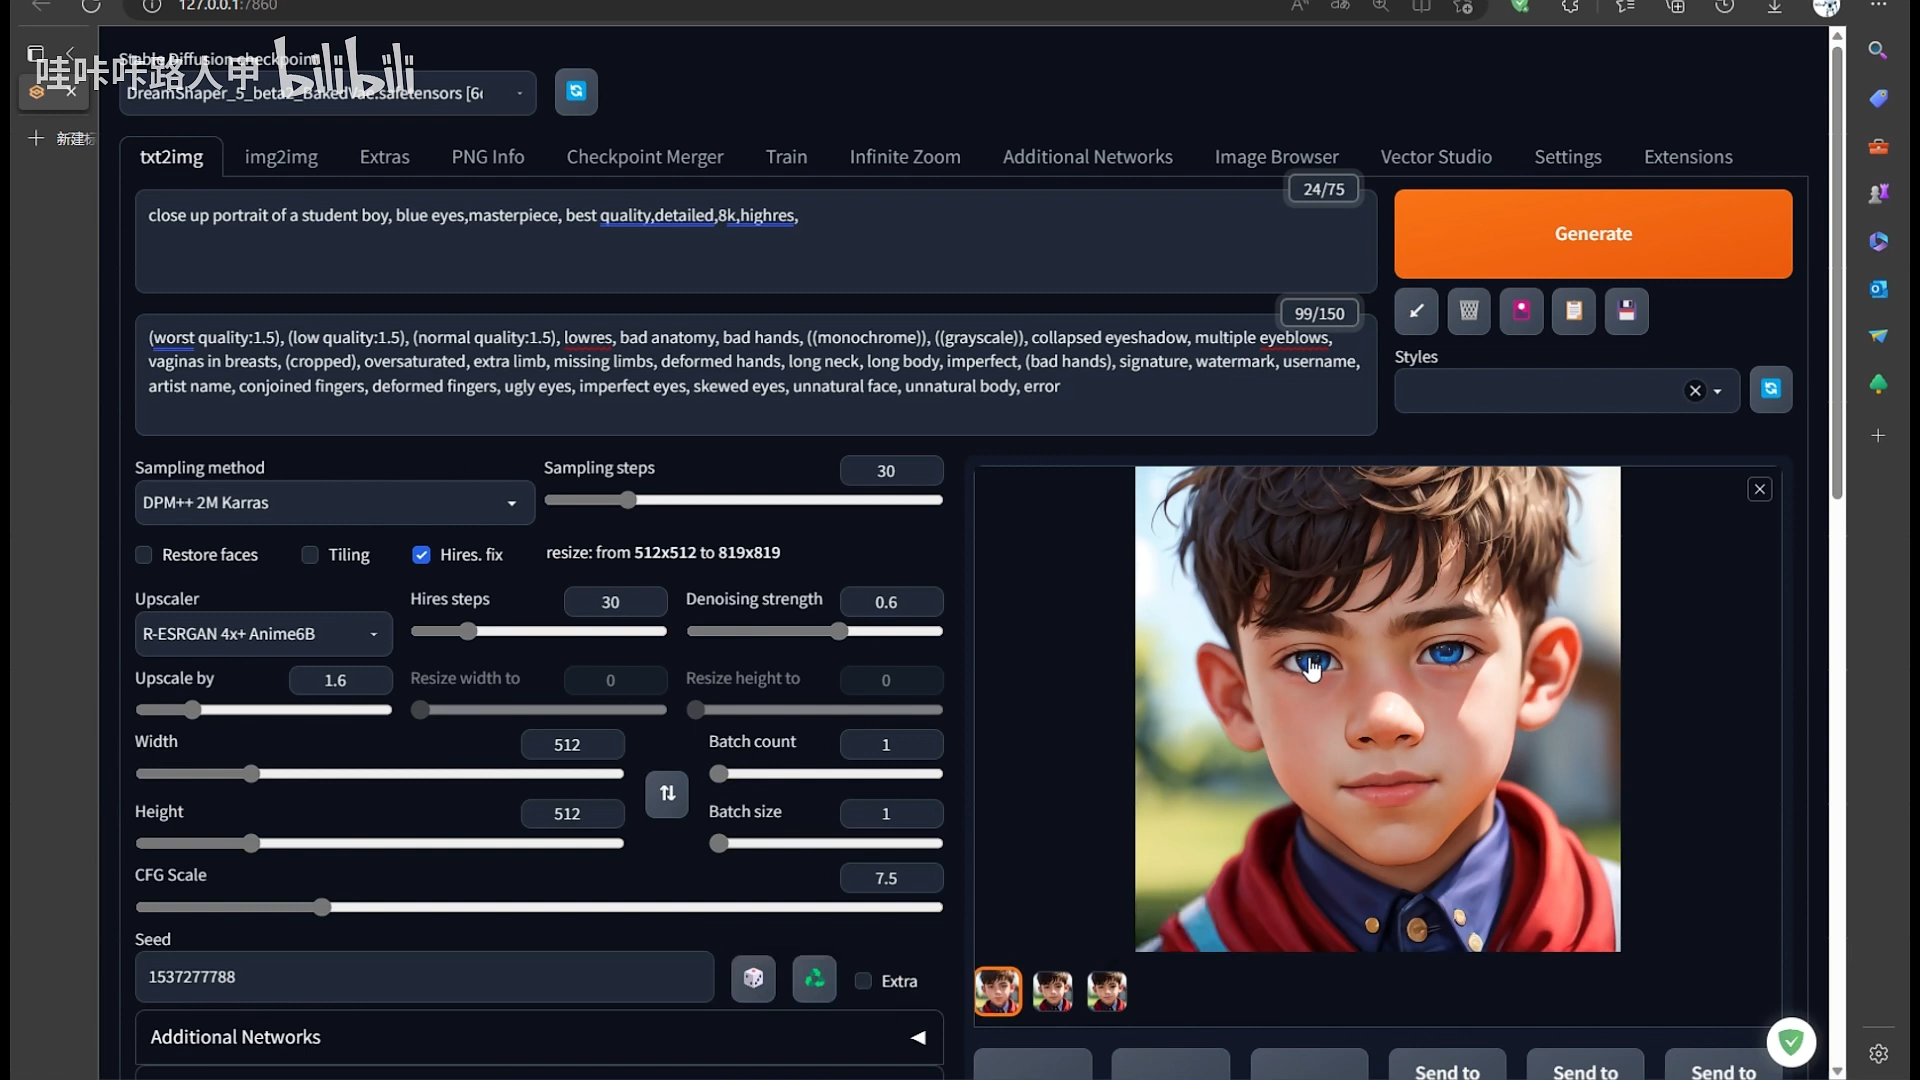 127.0.0.1:7860
Stable Diffusion checkpoint
哇咔咔路人甲 bilibili
DreamShaper_5_beta2_BakedVae.safetensors [6
新建标
txt2img img2img Extras PNG Info Checkpoint Merger Train Infinite Zoom Additional Networks Image Browser Vector Studio Settings Extensions
24/75
close up portrait of a student boy, blue eyes,masterpiece, best quality,detailed,8k,highres,
Generate
99/150
(worst quality:1.5), (low quality:1.5), (normal quality:1.5), lowres, bad anatomy, bad hands, ((monochrome)), ((grayscale)), collapsed eyeshadow, multiple eyeblows,
vaginas in breasts, (cropped), oversaturated, extra limb, missing limbs, deformed hands, long neck, long body, imperfect, (bad hands), signature, watermark, username,
artist name, conjoined fingers, deformed fingers, ugly eyes, imperfect eyes, skewed eyes, unnatural face, unnatural body, error
Styles
Sampling method
DPM++ 2M Karras
Sampling steps 30
Restore faces Tiling Hires. fix resize: from 512x512 to 819x819
Upscaler
R-ESRGAN 4x+ Anime6B
Hires steps 30
Denoising strength 0.6
Upscale by 1.6
Resize width to 0
Resize height to 0
Width 512
Batch count 1
Height 512
Batch size 1
CFG Scale 7.5
Seed
1537277788
Extra
Additional Networks
Send to Send to Send to